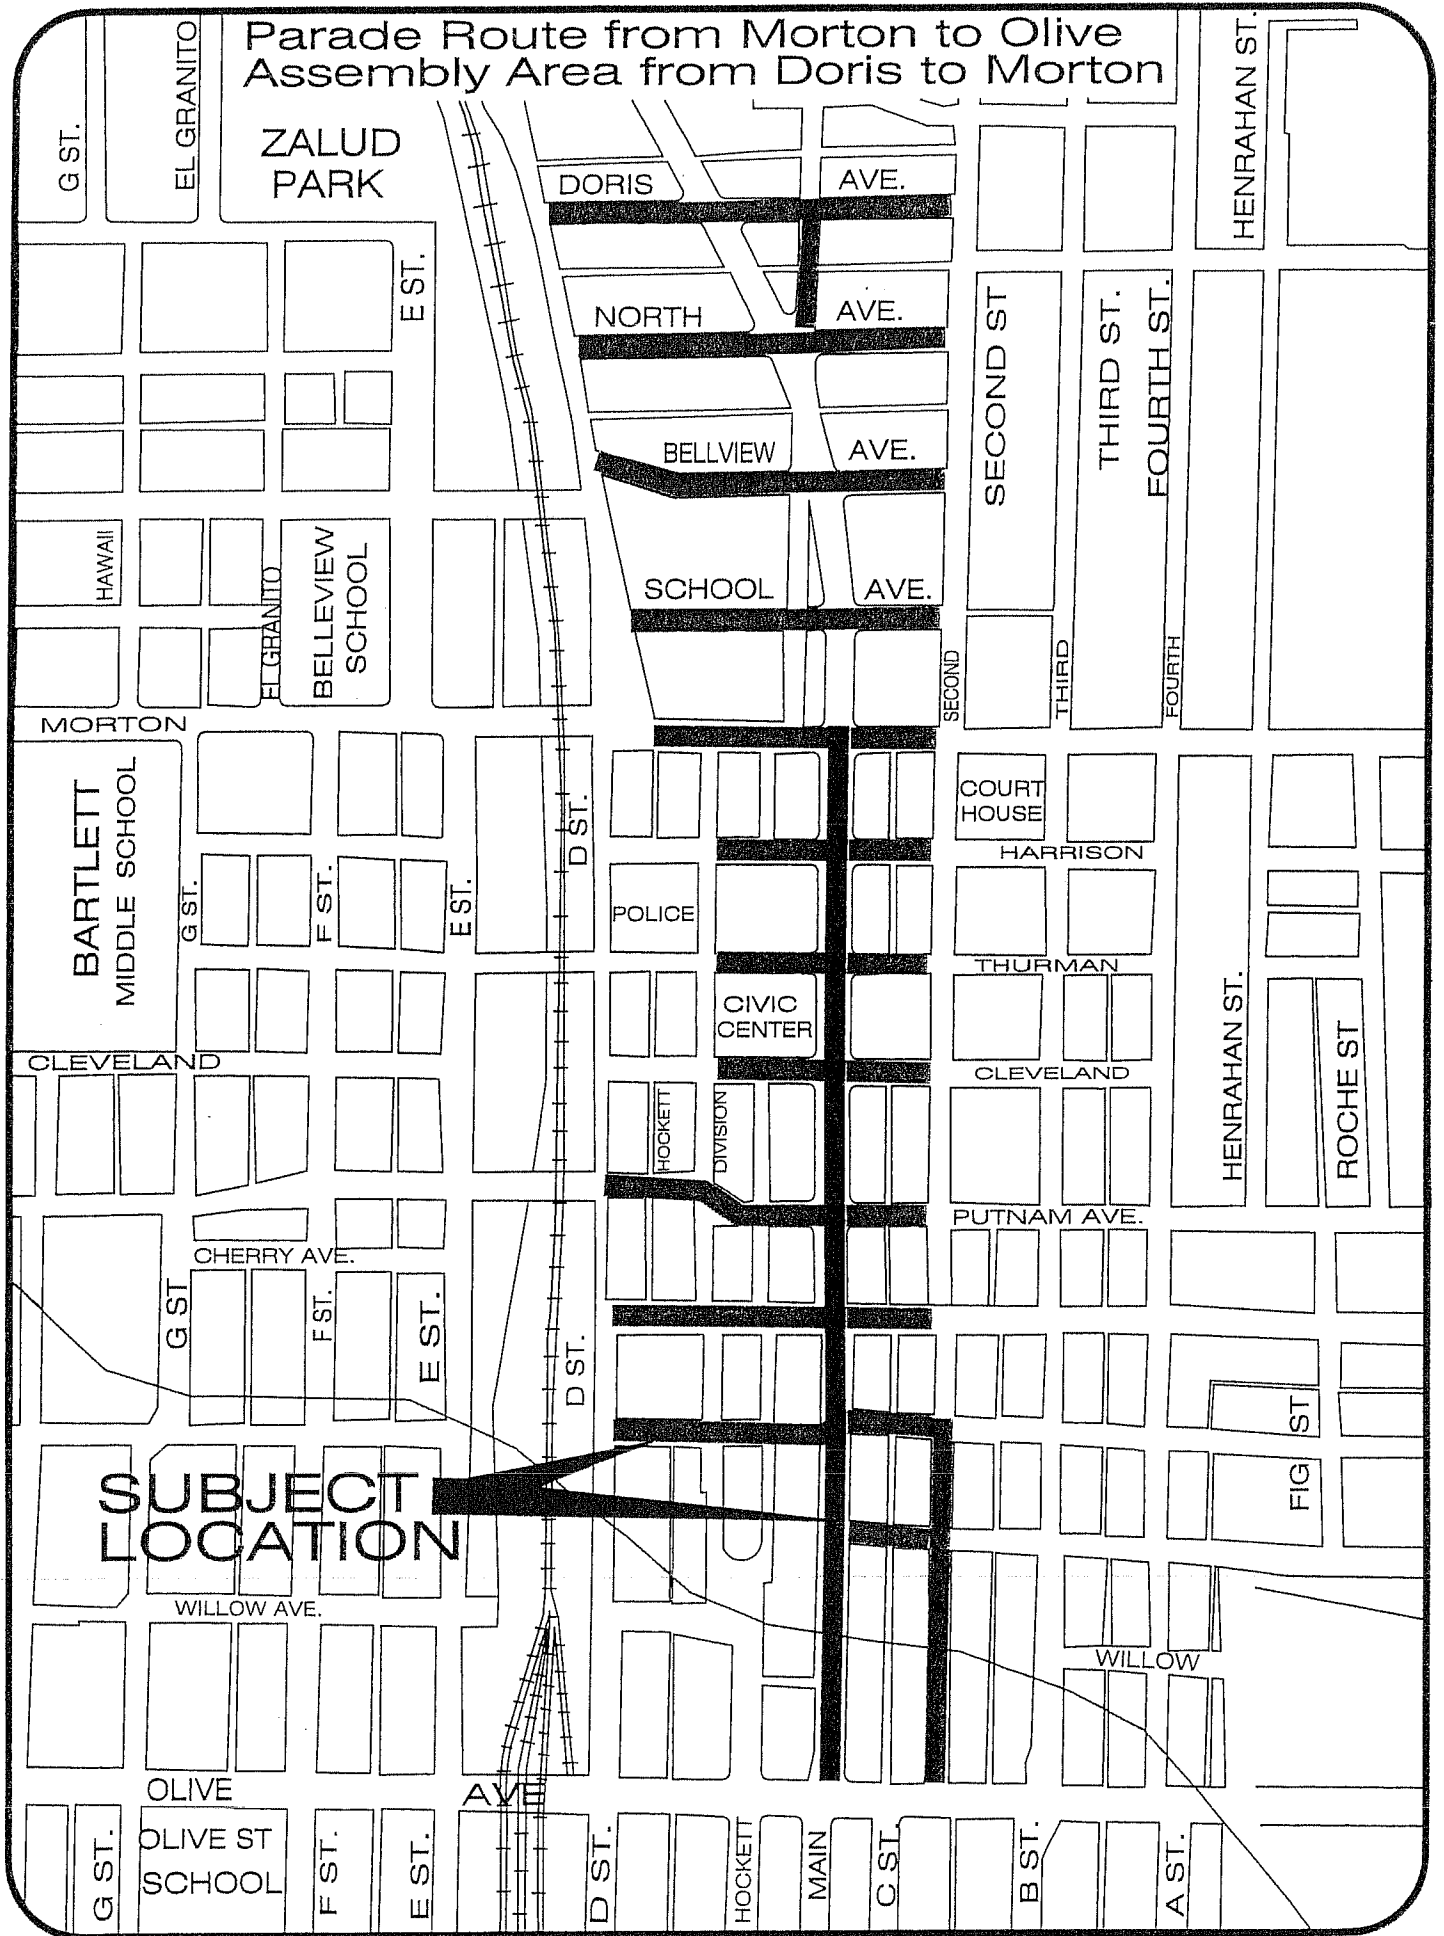 Parade Route from Morton to Olive
Assembly Area from Doris to Morton
G ST.
EL GRANITO
ZALUD
PARK
HENRAHAN ST.
DORIS
AVE.
E ST.
NORTH
AVE.
SECOND ST
THIRD ST.
FOURTH ST.
BELLVIEW
AVE.
HAWAII
EL GRANITO
BELLEVIEW
SCHOOL
SCHOOL
AVE.
SECOND
THIRD
FOURTH
MORTON
BARTLETT
MIDDLE SCHOOL
D ST.
COURT
HOUSE
HARRISON
G ST.
F ST.
E ST.
POLICE
THURMAN
CIVIC
CENTER
CLEVELAND
CLEVELAND
HENRAHAN ST.
ROCHE ST
HOCKETT
DIVISION
PUTNAM AVE.
CHERRY AVE.
G ST
F ST.
E ST.
D ST.
FIG ST
SUBJECT
LOCATION
WILLOW AVE.
WILLOW
OLIVE
AVE
OLIVE ST
SCHOOL
G ST.
F ST.
E ST.
D ST.
HOCKETT
MAIN
C ST.
B ST.
A ST.